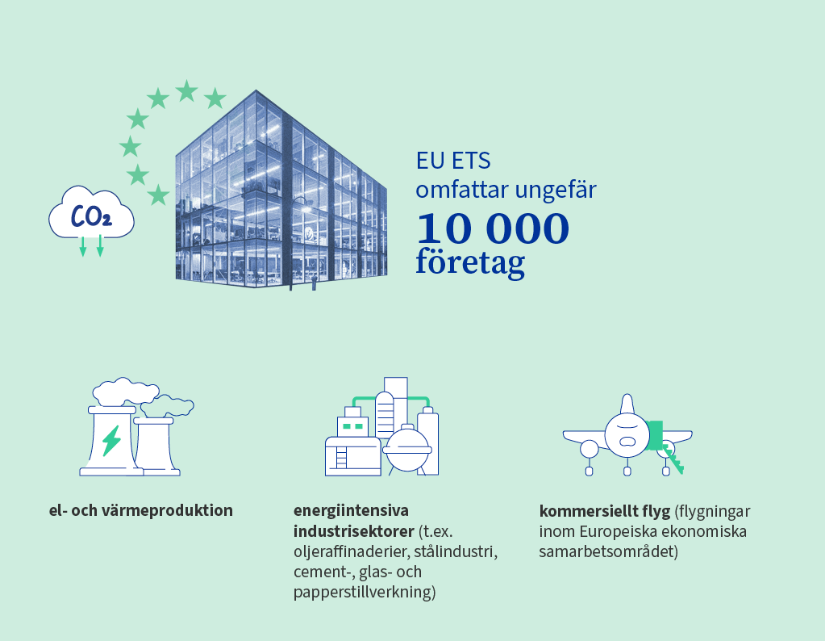 CO₂
EU ETS
omfattar ungefär
10 000
företag
el- och värmeproduktion
energiintensiva
industrisektorer (t.ex.
oljeraffinaderier, stålindustri,
cement-, glas- och
papperstillverkning)
kommersiellt flyg (flygningar
inom Europeiska ekonomiska
samarbetsområdet)